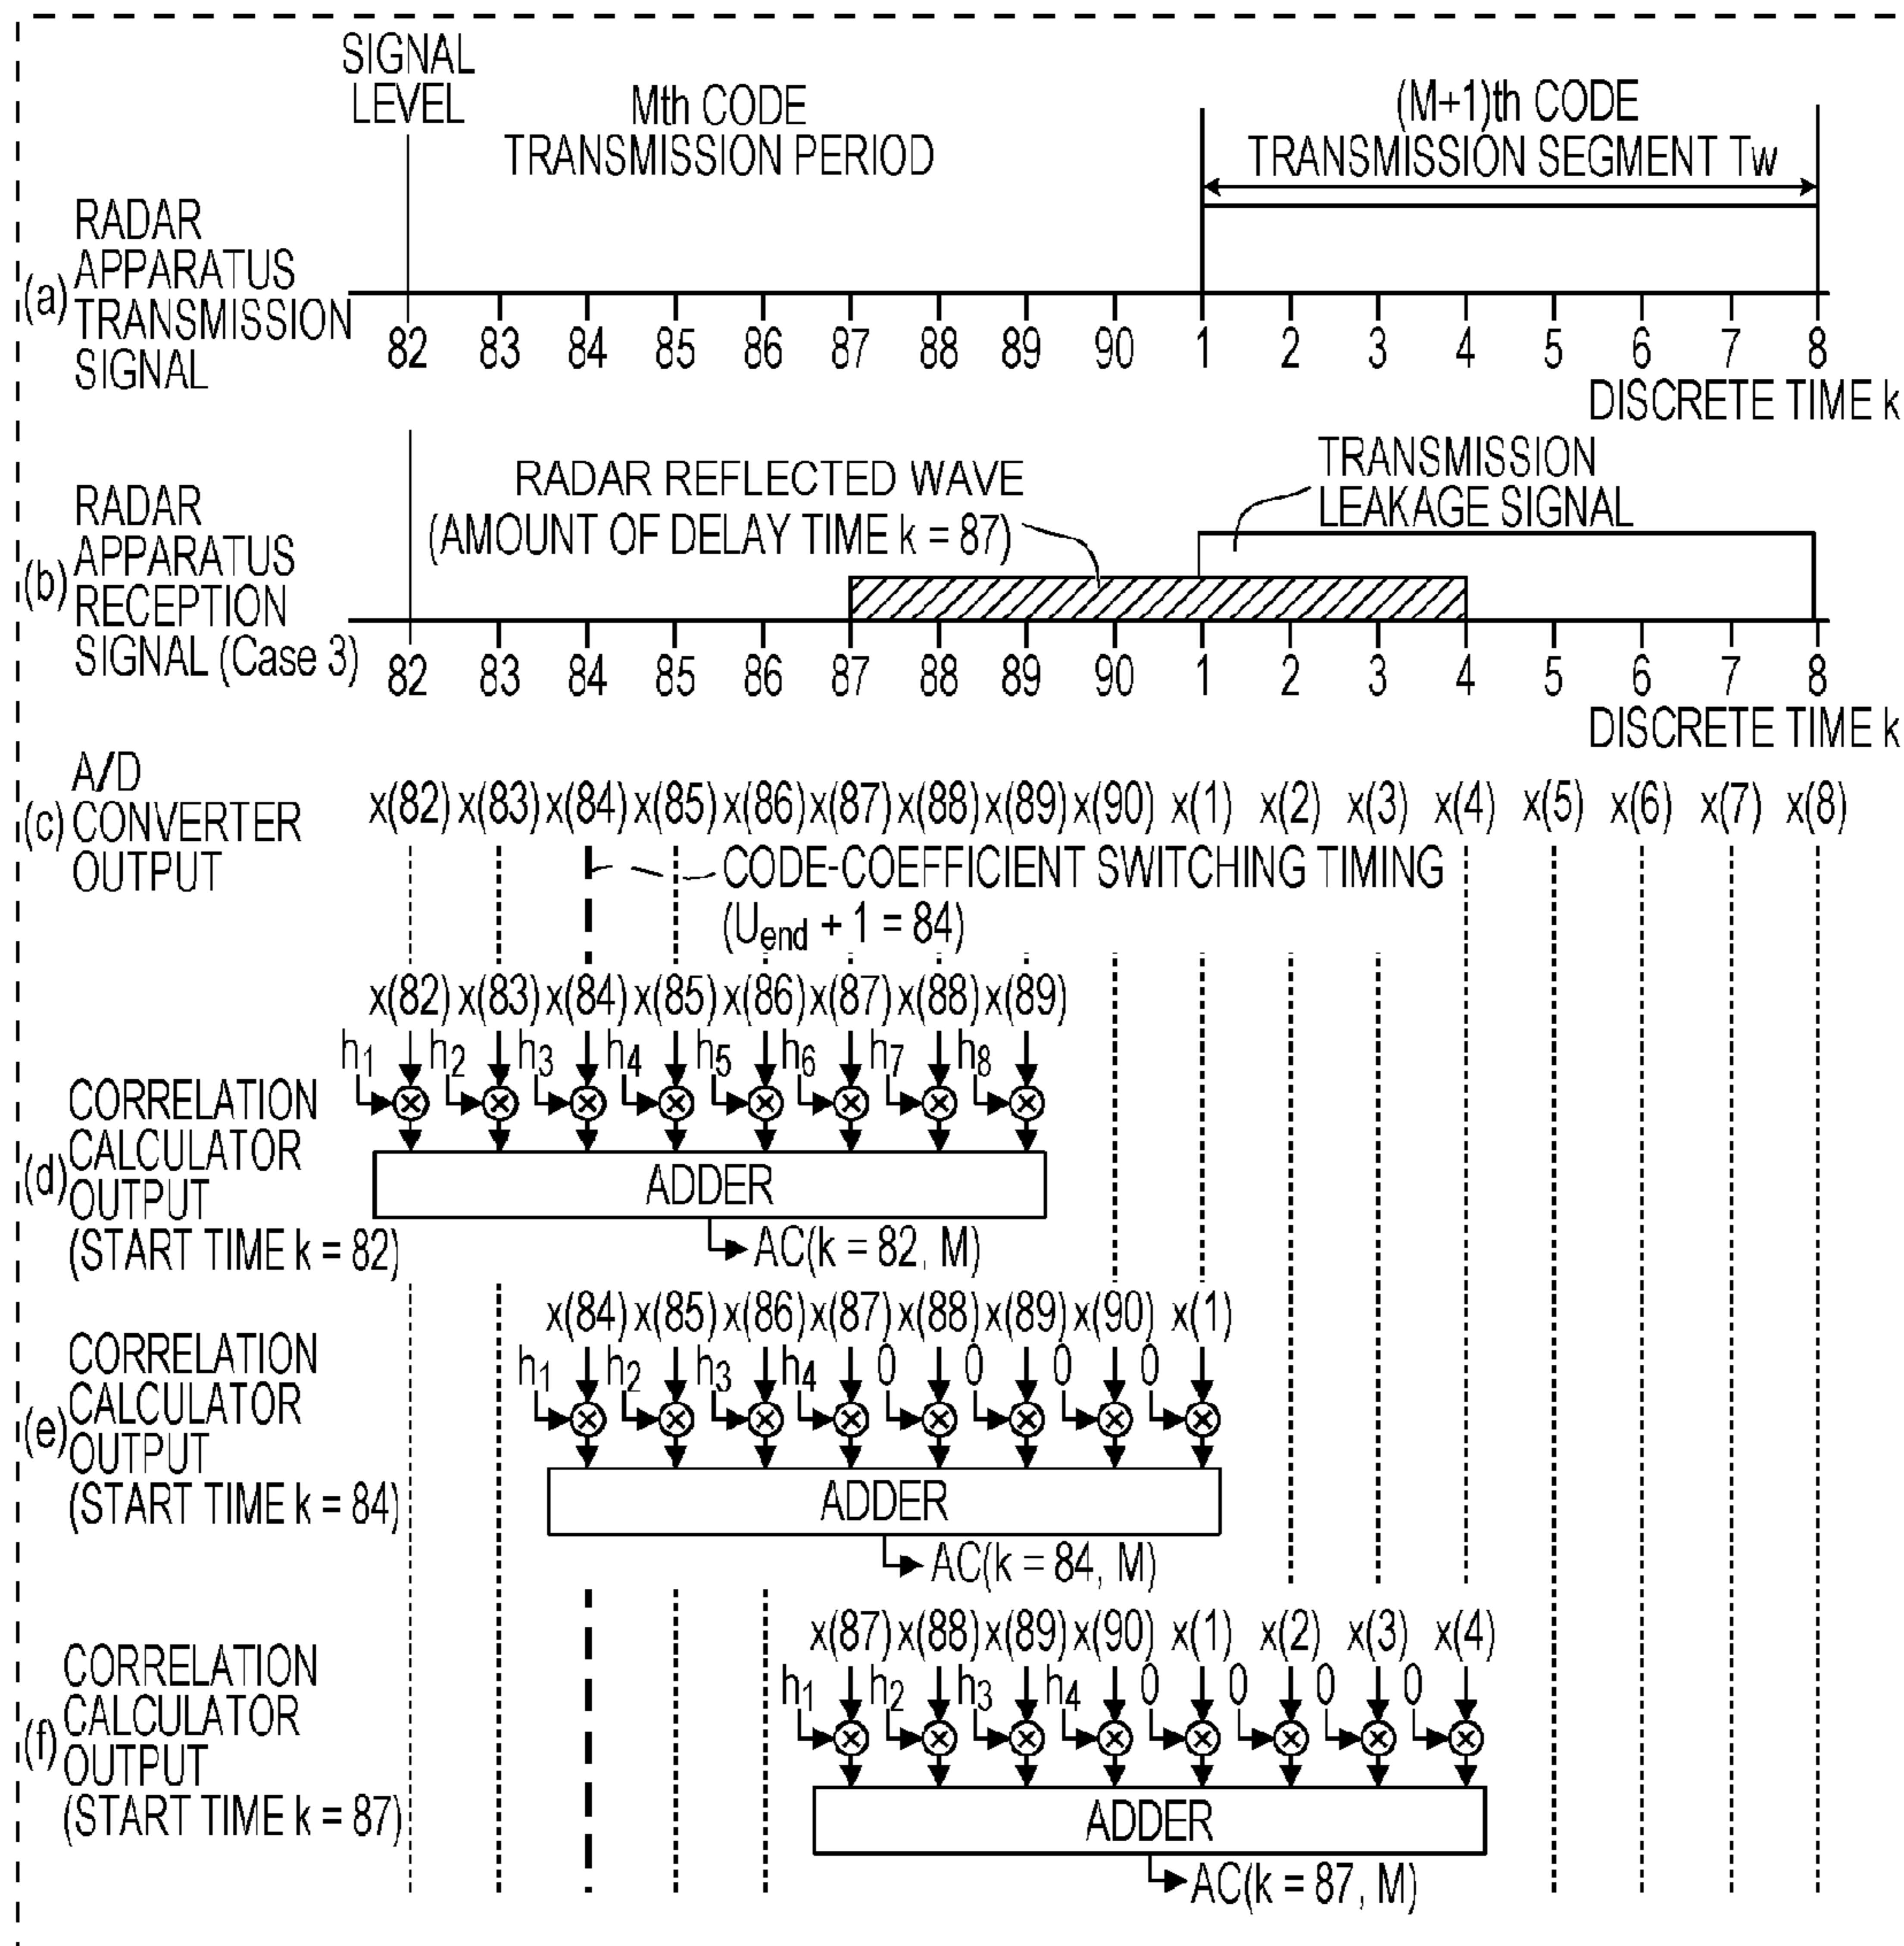 SIGNAL
LEVEL
Mth CODE
TRANSMISSION PERIOD
(M+1)th CODE
TRANSMISSION SEGMENT Tw
(a) RADAR
APPARATUS
TRANSMISSION
SIGNAL
82 83 84 85 86 87 88 89 90 1 2 3 4 5 6 7 8
DISCRETE TIME k
(b) RADAR
APPARATUS
RECEPTION
SIGNAL (Case 3)
RADAR REFLECTED WAVE
(AMOUNT OF DELAY TIME k = 87)
TRANSMISSION
LEAKAGE SIGNAL
82 83 84 85 86 87 88 89 90 1 2 3 4 5 6 7 8
DISCRETE TIME k
(c) A/D
CONVERTER
OUTPUT
x(82) x(83) x(84) x(85) x(86) x(87) x(88) x(89) x(90) x(1) x(2) x(3) x(4) x(5) x(6) x(7) x(8)
CODE-COEFFICIENT SWITCHING TIMING
(Uend + 1 = 84)
x(82) x(83) x(84) x(85) x(86) x(87) x(88) x(89)
h1 h2 h3 h4 h5 h6 h7 h8
(d) CORRELATION
CALCULATOR
OUTPUT
(START TIME k = 82)
ADDER
AC(k = 82, M)
x(84) x(85) x(86) x(87) x(88) x(89) x(90) x(1)
h1 h2 h3 h4 0 0 0 0
(e) CORRELATION
CALCULATOR
OUTPUT
(START TIME k = 84)
ADDER
AC(k = 84, M)
x(87) x(88) x(89) x(90) x(1) x(2) x(3) x(4)
h1 h2 h3 h4 0 0 0 0
(f) CORRELATION
CALCULATOR
OUTPUT
(START TIME k = 87)
ADDER
AC(k = 87, M)